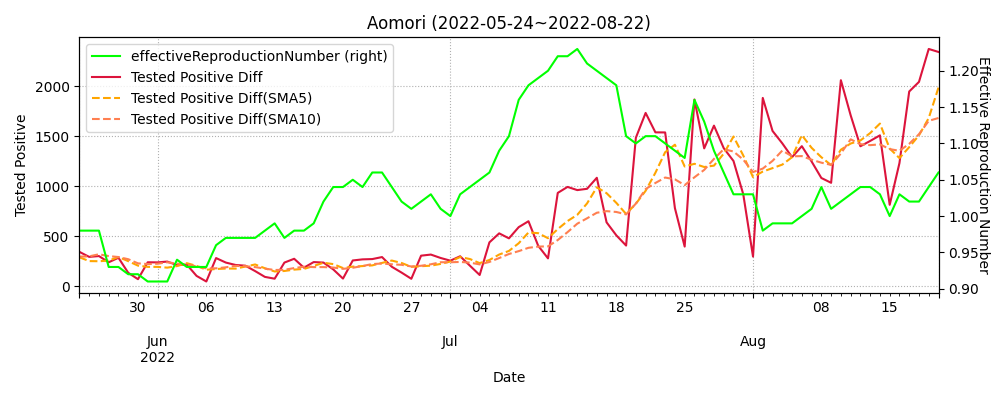 Aomori (2022-05-24~2022-08-22)
effectiveReproductionNumber (right)
Tested Positive Diff
Tested Positive Diff(SMA5)
Tested Positive Diff(SMA10)
Tested Positive
2000
1500
1000
500
0
1.20
1.15
1.10
1.05
1.00
0.95
0.90
Effective Reproduction Number
30 06 13 20 27 04 11 18 25 08 15
Jun Jul Aug
2022
Date